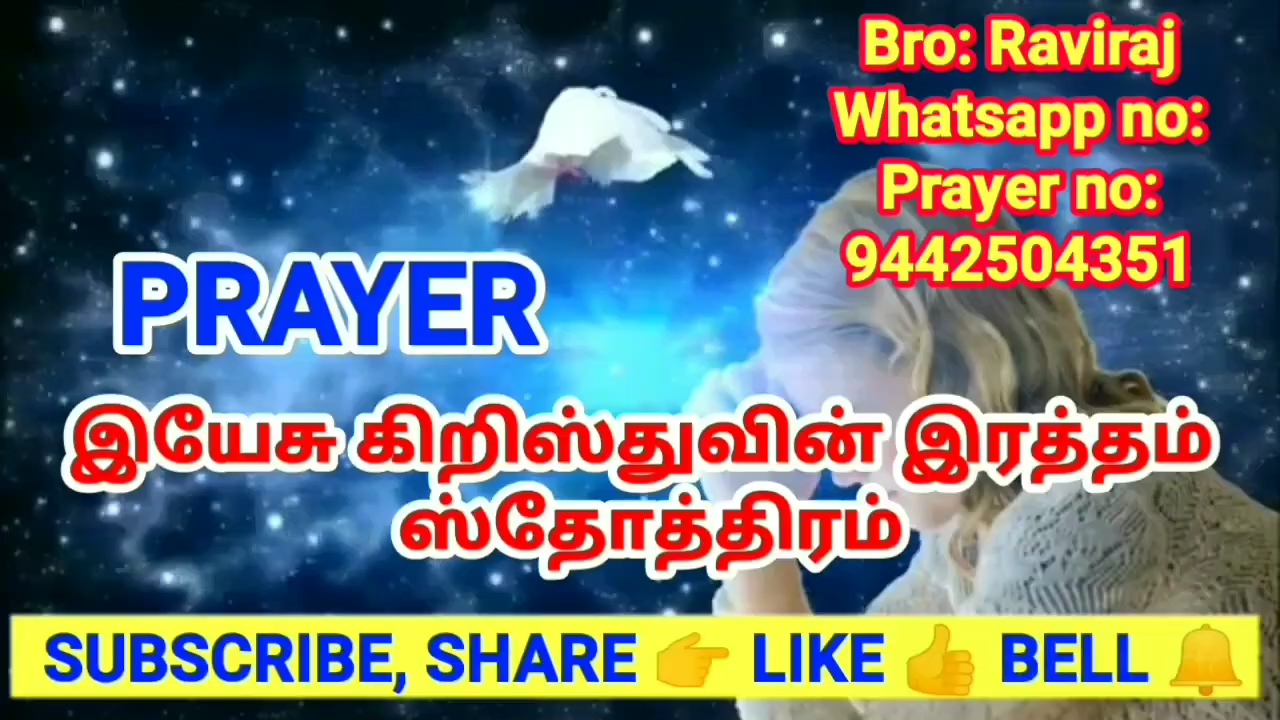 Bro: Raviraj
Whatsapp no:
Prayer no:
9442504351
PRAYER
இயேசு கிறிஸ்துவின் இரத்தம்
ஸ்தோத்திரம்
SUBSCRIBE, SHARE 👉 LIKE 👍 BELL 🔔